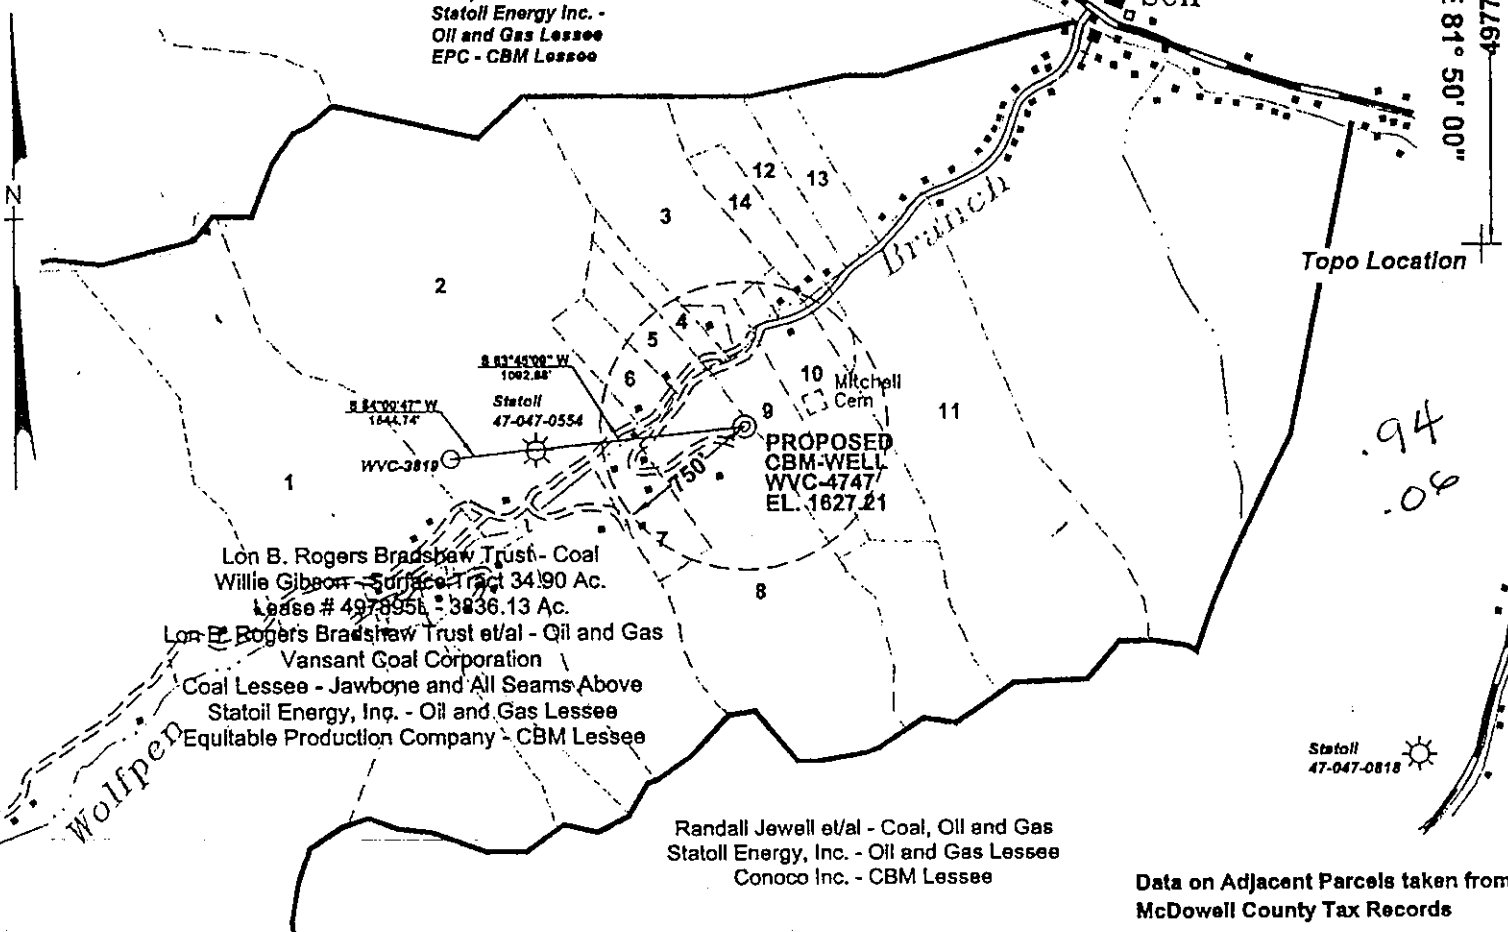 Statoil Energy Inc. -
Oil and Gas Lessee
EPC - CBM Lessee
81° 50' 00"
4977
N
12
13
14
3
2
Branch
Topo Location
4
5
6
S 63°45'00" W
1092.88'
10
Mitchell
Cem
9
11
S 84°00'47" W
1644.74'
Statoil
47-047-0554
WVC-3819
PROPOSED
CBM-WELL
WVC-4747
EL. 1627.21
750'
1
7
8
.94
.06
Lon B. Rogers Bradshaw Trust - Coal
Willie Gibson - Surface Tract 34.90 Ac.
Lease # 497895L - 3836.13 Ac.
Lon B. Rogers Bradshaw Trust et/al - Oil and Gas
Vansant Coal Corporation
Coal Lessee - Jawbone and All Seams Above
Statoil Energy, Inc. - Oil and Gas Lessee
Equitable Production Company - CBM Lessee
Wolfpen
Statoil
47-047-0818
Randall Jewell et/al - Coal, Oil and Gas
Statoil Energy, Inc. - Oil and Gas Lessee
Conoco Inc. - CBM Lessee
Data on Adjacent Parcels taken from
McDowell County Tax Records